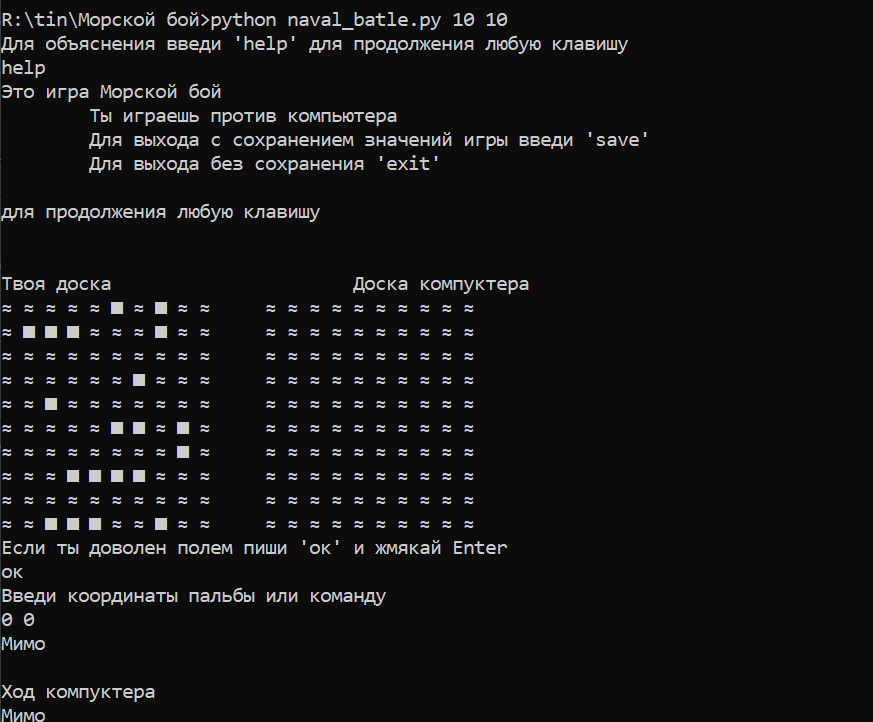 R:\tin\Морской бой>python naval_batle.py 10 10
Для объяснения введи 'help' для продолжения любую клавишу
help
Это игра Морской бой
        Ты играешь против компьютера
        Для выхода с сохранением значений игры введи 'save'
        Для выхода без сохранения 'exit'
для продолжения любую клавишу
Твоя доска                      Доска компуктера
≈ ≈ ≈ ≈ ≈ ■ ≈ ■ ≈ ≈     ≈ ≈ ≈ ≈ ≈ ≈ ≈ ≈ ≈ ≈
≈ ■ ■ ■ ≈ ≈ ≈ ■ ≈ ≈     ≈ ≈ ≈ ≈ ≈ ≈ ≈ ≈ ≈ ≈
≈ ≈ ≈ ≈ ≈ ≈ ≈ ≈ ≈ ≈     ≈ ≈ ≈ ≈ ≈ ≈ ≈ ≈ ≈ ≈
≈ ≈ ≈ ≈ ≈ ≈ ■ ≈ ≈ ≈     ≈ ≈ ≈ ≈ ≈ ≈ ≈ ≈ ≈ ≈
≈ ≈ ■ ≈ ≈ ≈ ≈ ≈ ≈ ≈     ≈ ≈ ≈ ≈ ≈ ≈ ≈ ≈ ≈ ≈
≈ ≈ ≈ ≈ ≈ ■ ■ ≈ ■ ≈     ≈ ≈ ≈ ≈ ≈ ≈ ≈ ≈ ≈ ≈
≈ ≈ ≈ ≈ ≈ ≈ ≈ ≈ ■ ≈     ≈ ≈ ≈ ≈ ≈ ≈ ≈ ≈ ≈ ≈
≈ ≈ ≈ ■ ■ ■ ■ ≈ ≈ ≈     ≈ ≈ ≈ ≈ ≈ ≈ ≈ ≈ ≈ ≈
≈ ≈ ≈ ≈ ≈ ≈ ≈ ≈ ≈ ≈     ≈ ≈ ≈ ≈ ≈ ≈ ≈ ≈ ≈ ≈
≈ ≈ ■ ■ ■ ≈ ≈ ■ ≈ ≈     ≈ ≈ ≈ ≈ ≈ ≈ ≈ ≈ ≈ ≈
Если ты доволен полем пиши 'ок' и жмякай Enter
ок
Введи координаты пальбы или команду
0 0
Мимо
Ход компуктера
Мимо